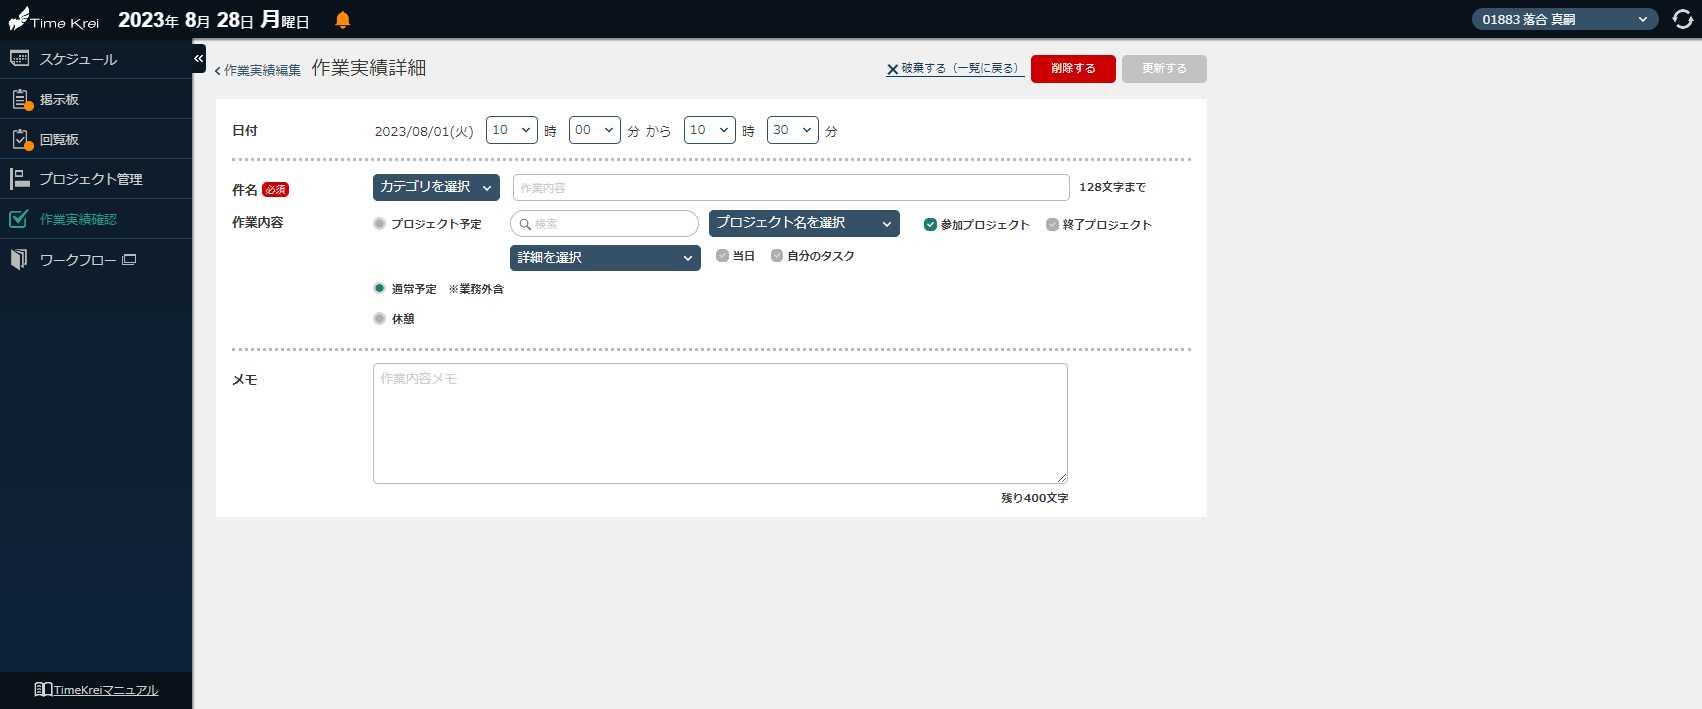 Time Krei 2023年 8月 28日 月曜日 01883 落合 真嗣
スケジュール
掲示板
回覧板
プロジェクト管理
作業実績確認
ワークフロー
TimeKreiマニュアル
«
‹ 作業実績編集 作業実績詳細 破棄する（一覧に戻る） 削除する 更新する
日付 2023/08/01(火) 10 時 00 分 から 10 時 30 分
件名 必須 カテゴリを選択 作業内容 128文字まで
作業内容 プロジェクト予定 検索 プロジェクト名を選択 参加プロジェクト 終了プロジェクト
詳細を選択 当日 自分のタスク
通常予定 ※業務外含
休憩
メモ 作業内容メモ
残り400文字